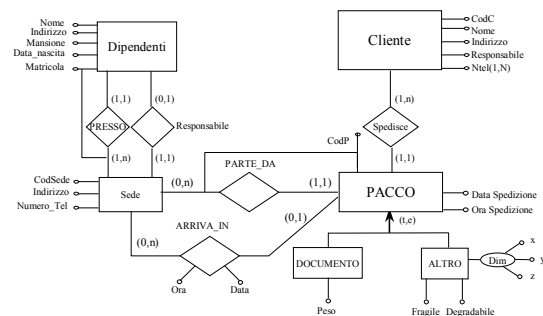 Nome
Indirizzo
Mansione
Data_nascita
Matricola
Dipendenti
Cliente
CodC
Nome
Indirizzo
Responsabile
Ntel(1,N)
(1,1)
(0,1)
(1,n)
PRESSO
Responsabile
CodP
Spedisce
(1,n)
(1,1)
(1,1)
PARTE_DA
CodSede
Indirizzo
Numero_Tel
Sede
(0,n)
(1,1)
PACCO
Data Spedizione
Ora Spedizione
(0,1)
ARRIVA_IN
(0,n)
(t,e)
Ora
Data
DOCUMENTO
ALTRO
Dim
x
y
z
Peso
Fragile
Degradabile